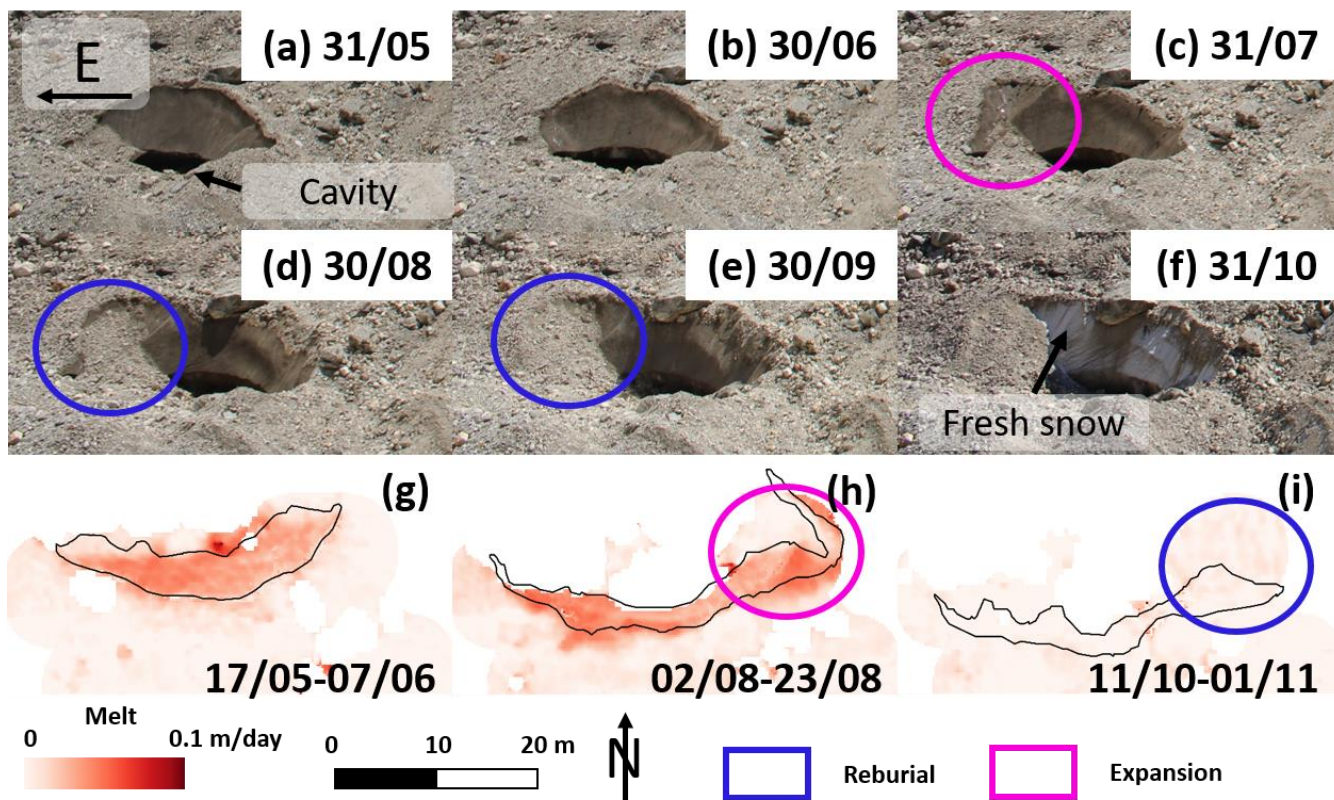 E
(a) 31/05
(b) 30/06
(c) 31/07
Cavity
(d) 30/08
(e) 30/09
(f) 31/10
Fresh snow
(g)
(h)
(i)
17/05-07/06
02/08-23/08
11/10-01/11
Melt
0
0.1 m/day
0
10
20 m
N
Reburial
Expansion